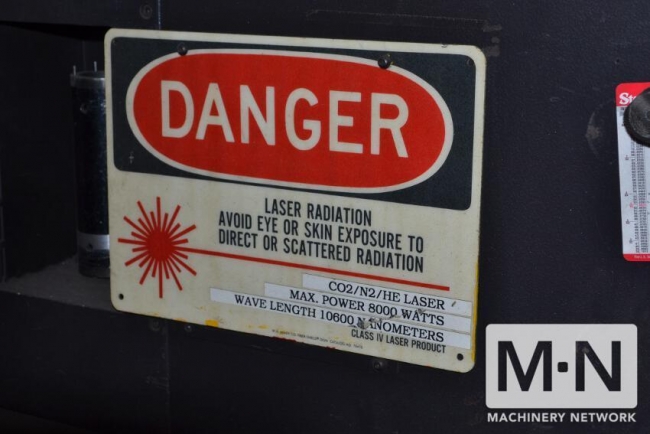 DANGER
LASER RADIATION
AVOID EYE OR SKIN EXPOSURE TO
DIRECT OR SCATTERED RADIATION
CO2/N2/HE LASER
MAX. POWER 8000 WATTS
WAVE LENGTH 10600 NANOMETERS
CLASS IV LASER PRODUCT
M·N
MACHINERY NETWORK